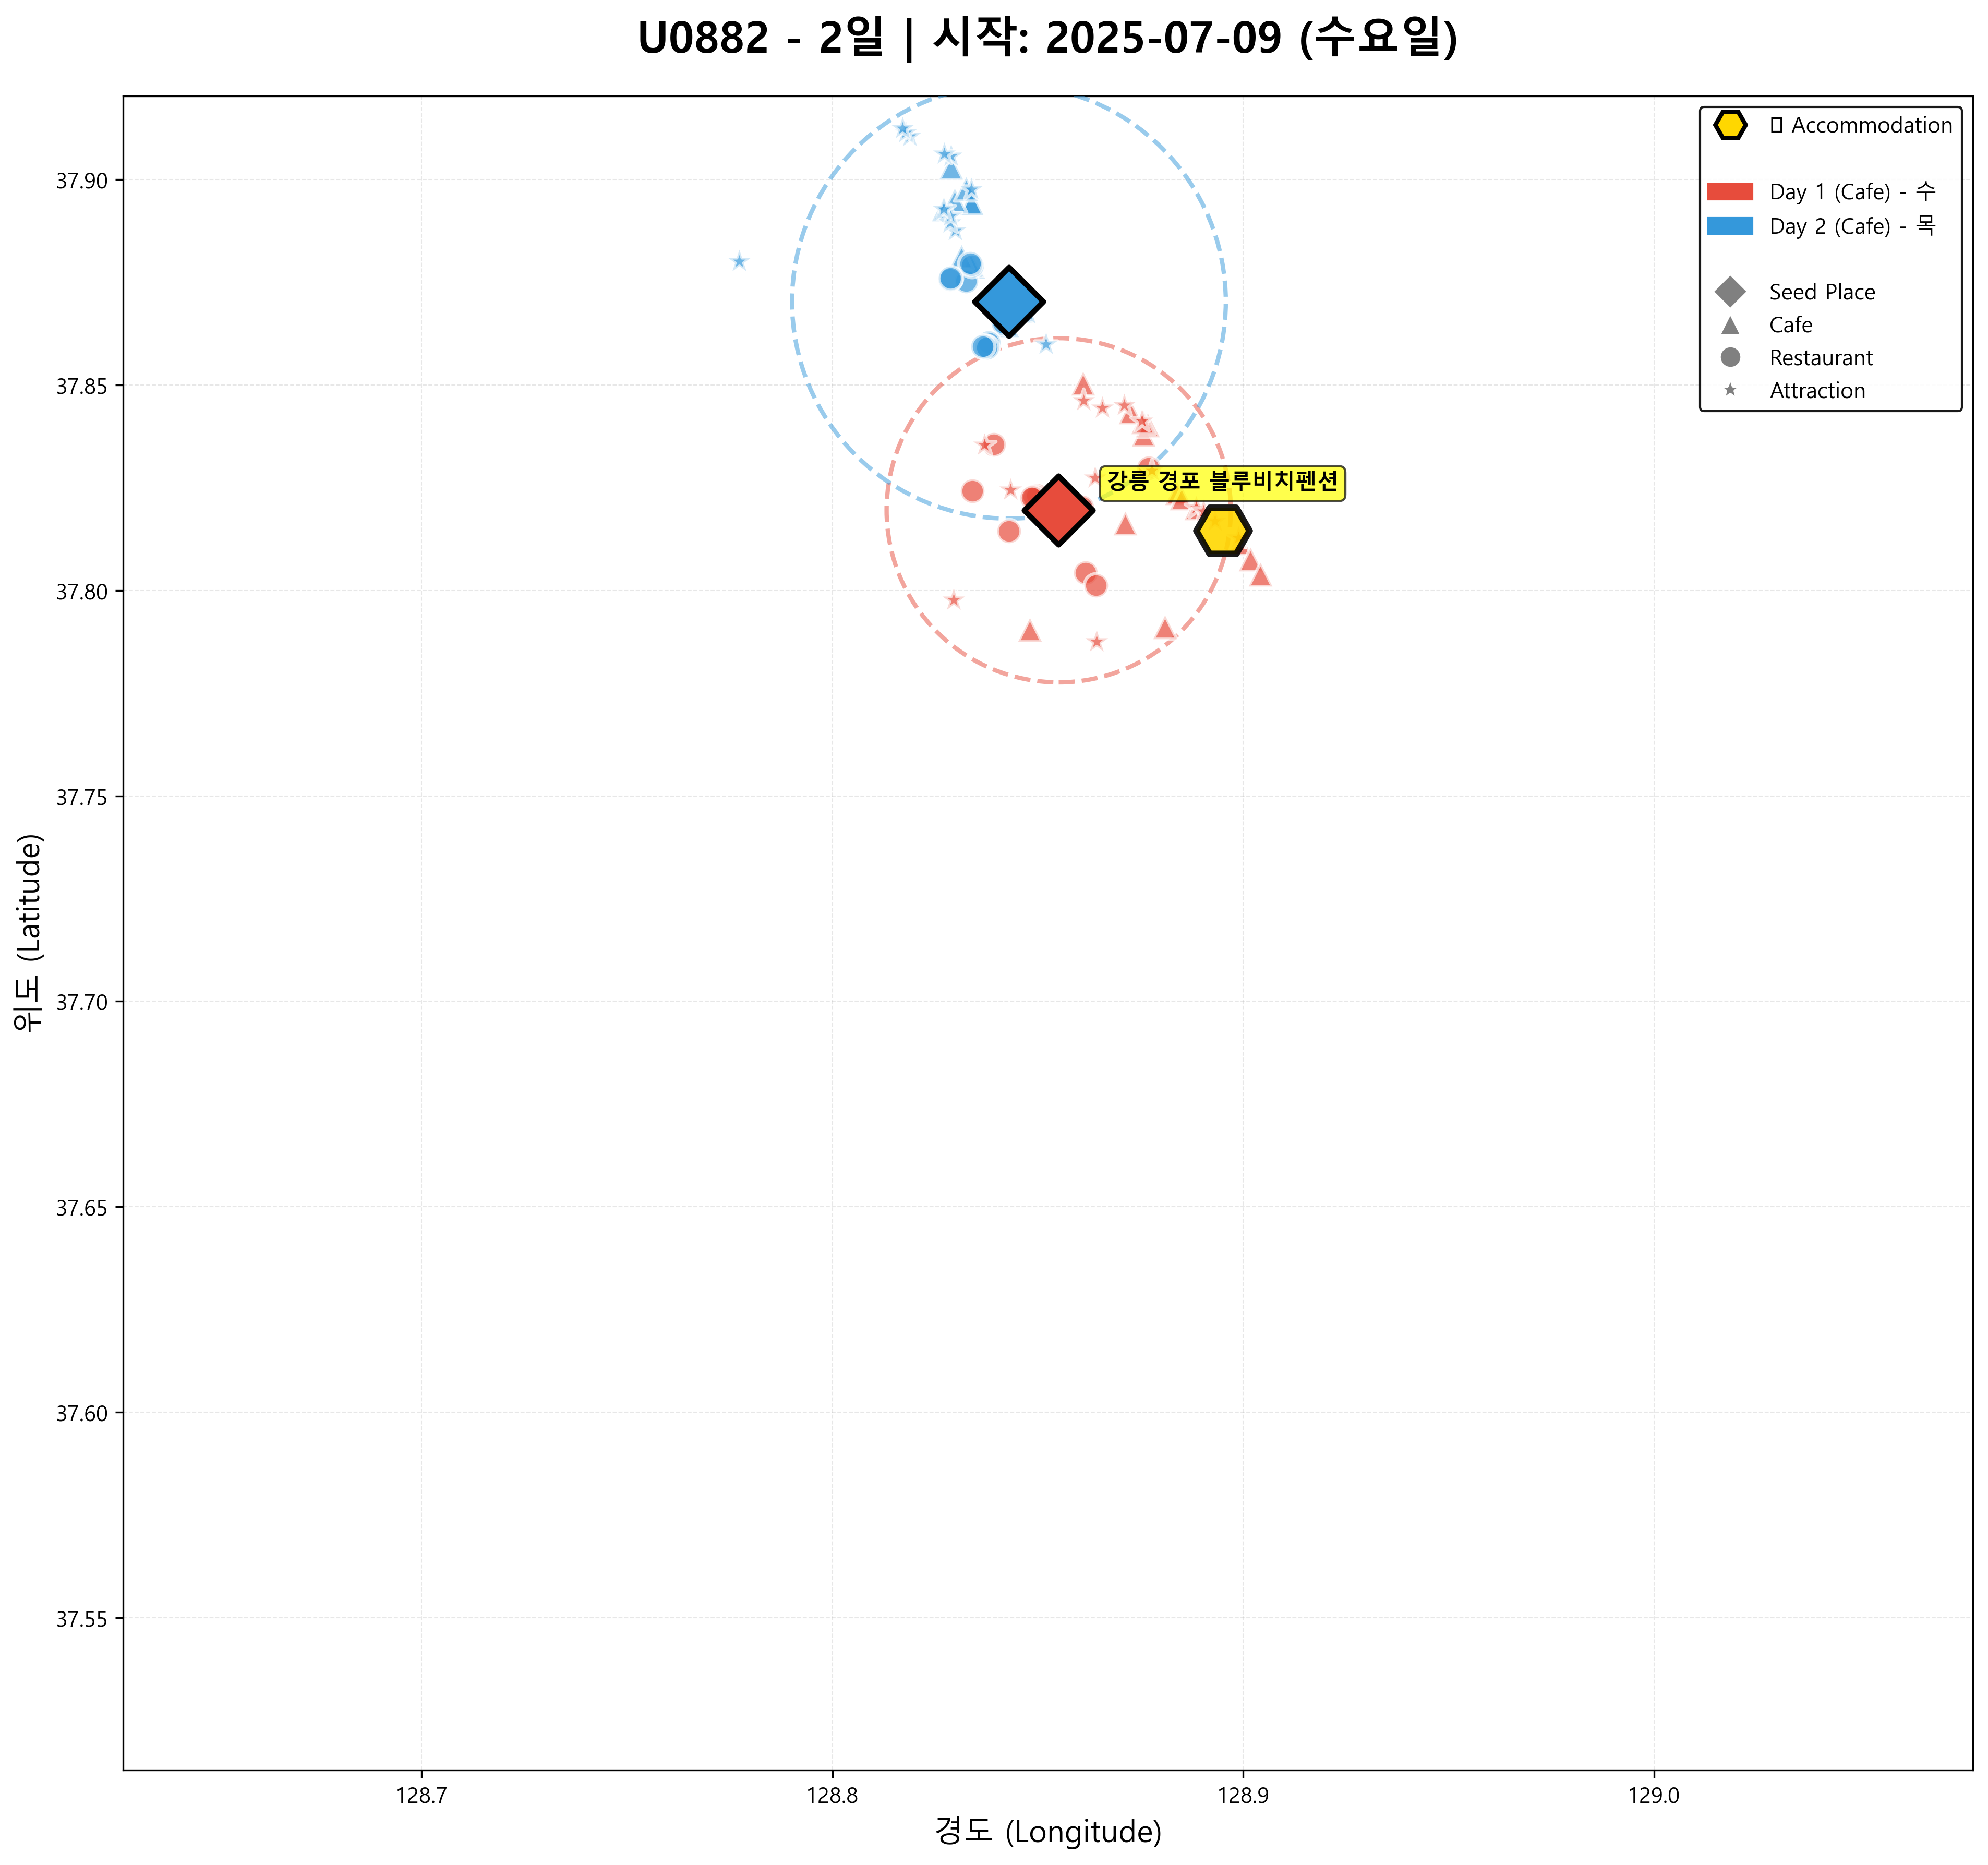 U0882 - 2일 | 시작: 2025-07-09 (수요일)
Accommodation
Day 1 (Cafe) - 수
Day 2 (Cafe) - 목
Seed Place
Cafe
Restaurant
Attraction
강릉 경포 블루비치펜션
37.90
37.85
37.80
37.75
37.70
37.65
37.60
37.55
위도 (Latitude)
128.7
128.8
128.9
129.0
경도 (Longitude)